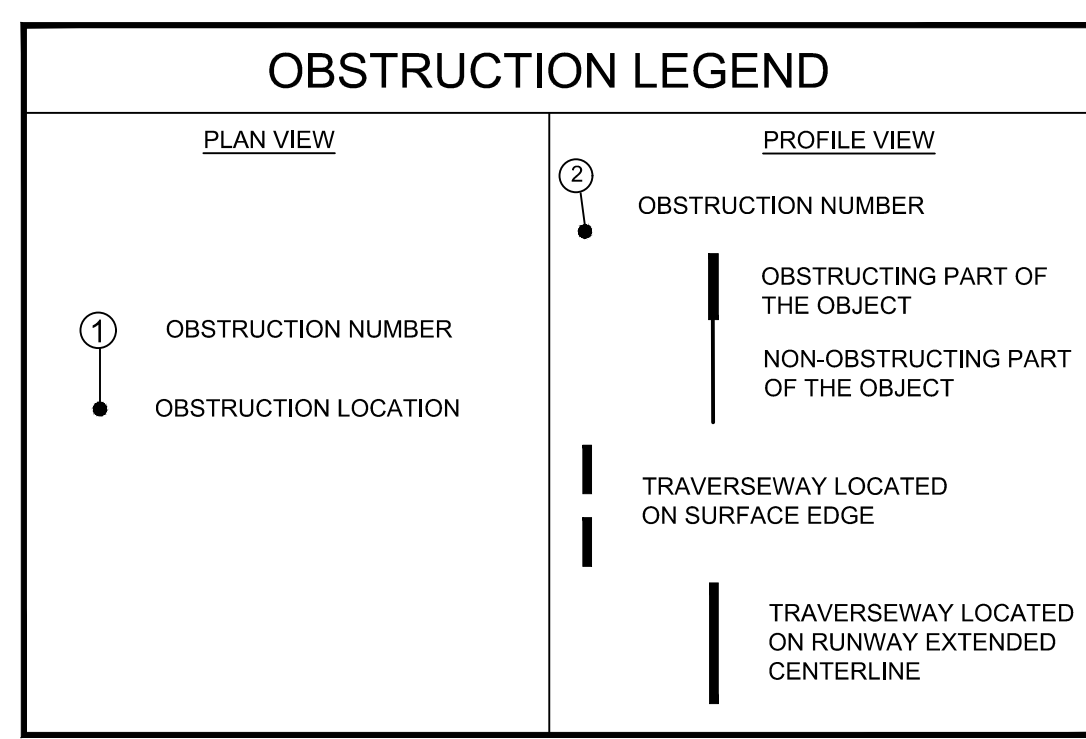 OBSTRUCTION LEGEND
PLAN VIEW
1
OBSTRUCTION NUMBER
OBSTRUCTION LOCATION
PROFILE VIEW
2
OBSTRUCTION NUMBER
OBSTRUCTING PART OF
THE OBJECT
NON-OBSTRUCTING PART
OF THE OBJECT
TRAVERSEWAY LOCATED
ON SURFACE EDGE
TRAVERSEWAY LOCATED
ON RUNWAY EXTENDED
CENTERLINE